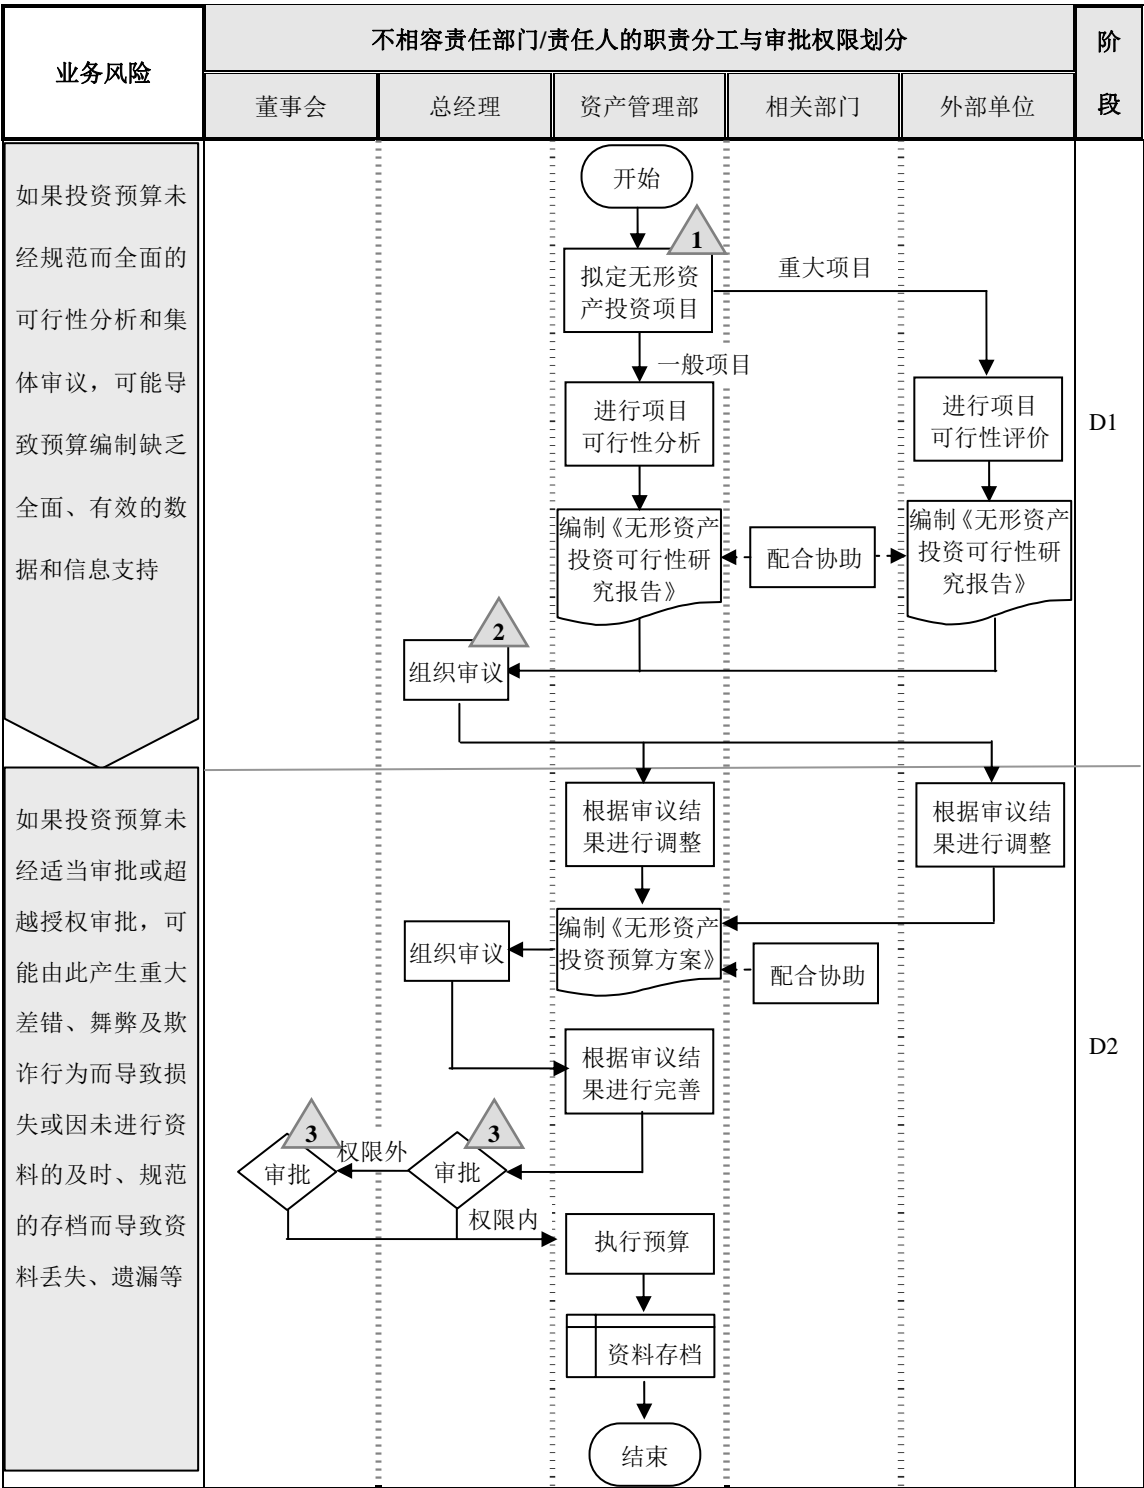 不相容责任部门/责任人的职责分工与审批权限划分
业务风险
阶
段
董事会
总经理
资产管理部
相关部门
外部单位
如果投资预算未
经规范而全面的
可行性分析和集
体审议，可能导
致预算编制缺乏
全面、有效的数
据和信息支持
开始
1
拟定无形资
产投资项目
重大项目
一般项目
进行项目
可行性分析
进行项目
可行性评价
D1
编制《无形资产
投资可行性研
究报告》
配合协助
编制《无形资产
投资可行性研
究报告》
2
组织审议
如果投资预算未
经适当审批或超
越授权审批，可
能由此产生重大
差错、舞弊及欺
诈行为而导致损
失或因未进行资
料的及时、规范
的存档而导致资
料丢失、遗漏等
根据审议结
果进行调整
根据审议结
果进行调整
组织审议
编制《无形资产
投资预算方案》
配合协助
根据审议结
果进行完善
D2
3
审批
权限外
3
审批
权限内
执行预算
资料存档
结束